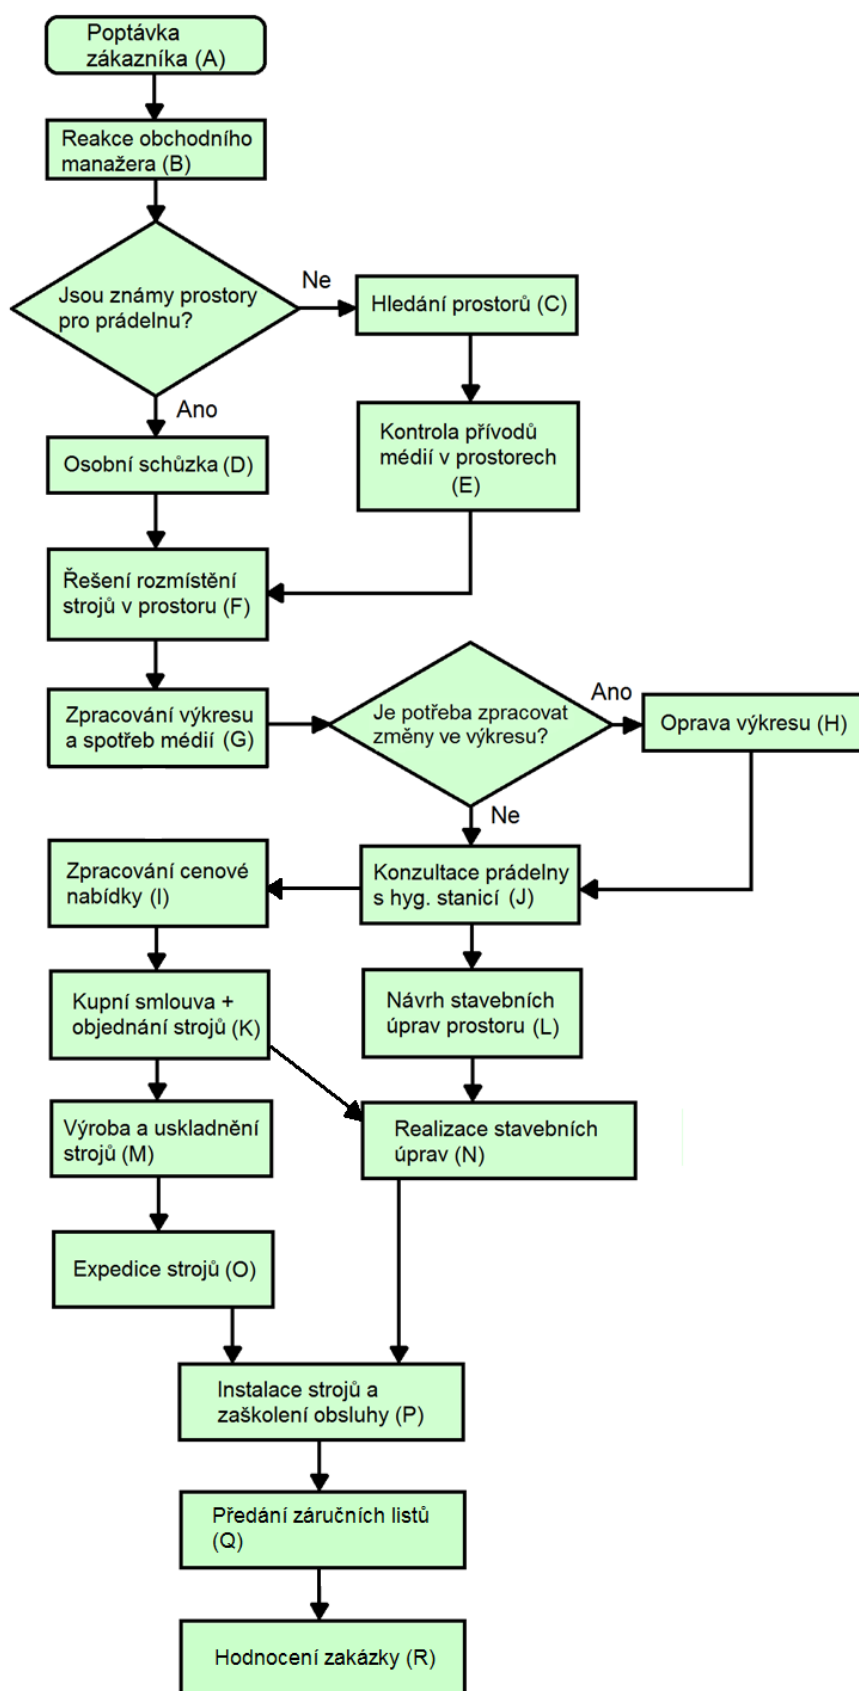 Poptávka
zákazníka (A)
Reakce obchodního
manažera (B)
Jsou známy prostory
pro prádelnu?
Ne
Hledání prostorů (C)
Ano
Kontrola přívodů
médií v prostorech
(E)
Osobní schůzka (D)
Řešení rozmístění
strojů v prostoru (F)
Zpracování výkresu
a spotřeb médií (G)
Je potřeba zpracovat
změny ve výkresu?
Ano
Oprava výkresu (H)
Ne
Zpracování cenové
nabídky (I)
Konzultace prádelny
s hyg. stanicí (J)
Kupní smlouva +
objednání strojů (K)
Návrh stavebních
úprav prostoru (L)
Výroba a uskladnění
strojů (M)
Realizace stavebních
úprav (N)
Expedice strojů (O)
Instalace strojů a
zaškolení obsluhy (P)
Předání záručních listů
(Q)
Hodnocení zakázky (R)